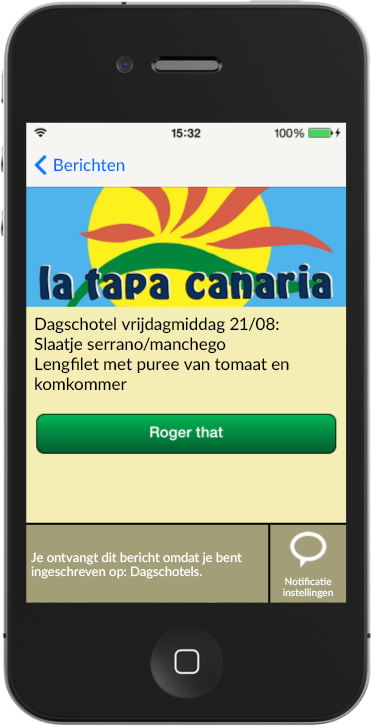 15:32
100%
Berichten
la tapa canaria
Dagschotel vrijdagmiddag 21/08:
Slaatje serrano/manchego
Lengfilet met puree van tomaat en
komkommer
Roger that
Je ontvangt dit bericht omdat je bent
ingeschreven op: Dagschotels.
Notificatie
instellingen